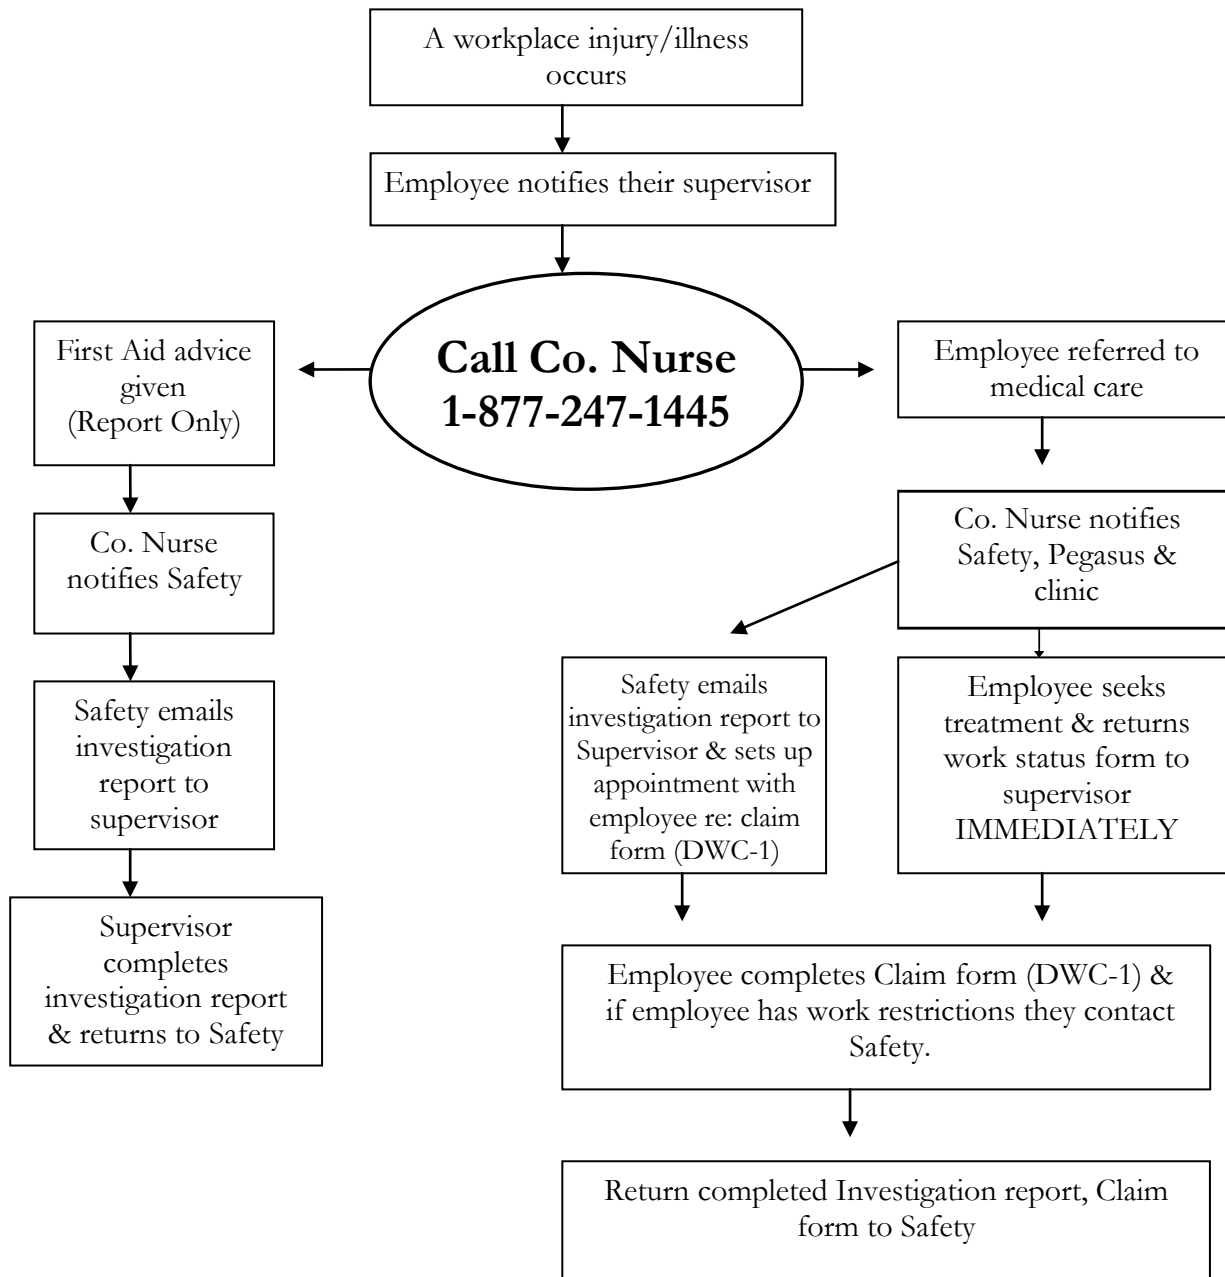 A workplace injury/illness
occurs
Employee notifies their supervisor
Call Co. Nurse
1-877-247-1445
First Aid advice
given
(Report Only)
Co. Nurse
notifies Safety
Safety emails
investigation
report to
supervisor
Supervisor
completes
investigation report
& returns to Safety
Employee referred to
medical care
Co. Nurse notifies
Safety, Pegasus &
clinic
Safety emails
investigation report to
Supervisor & sets up
appointment with
employee re: claim
form (DWC-1)
Employee seeks
treatment & returns
work status form to
supervisor
IMMEDIATELY
Employee completes Claim form (DWC-1) &
if employee has work restrictions they contact
Safety.
Return completed Investigation report, Claim
form to Safety